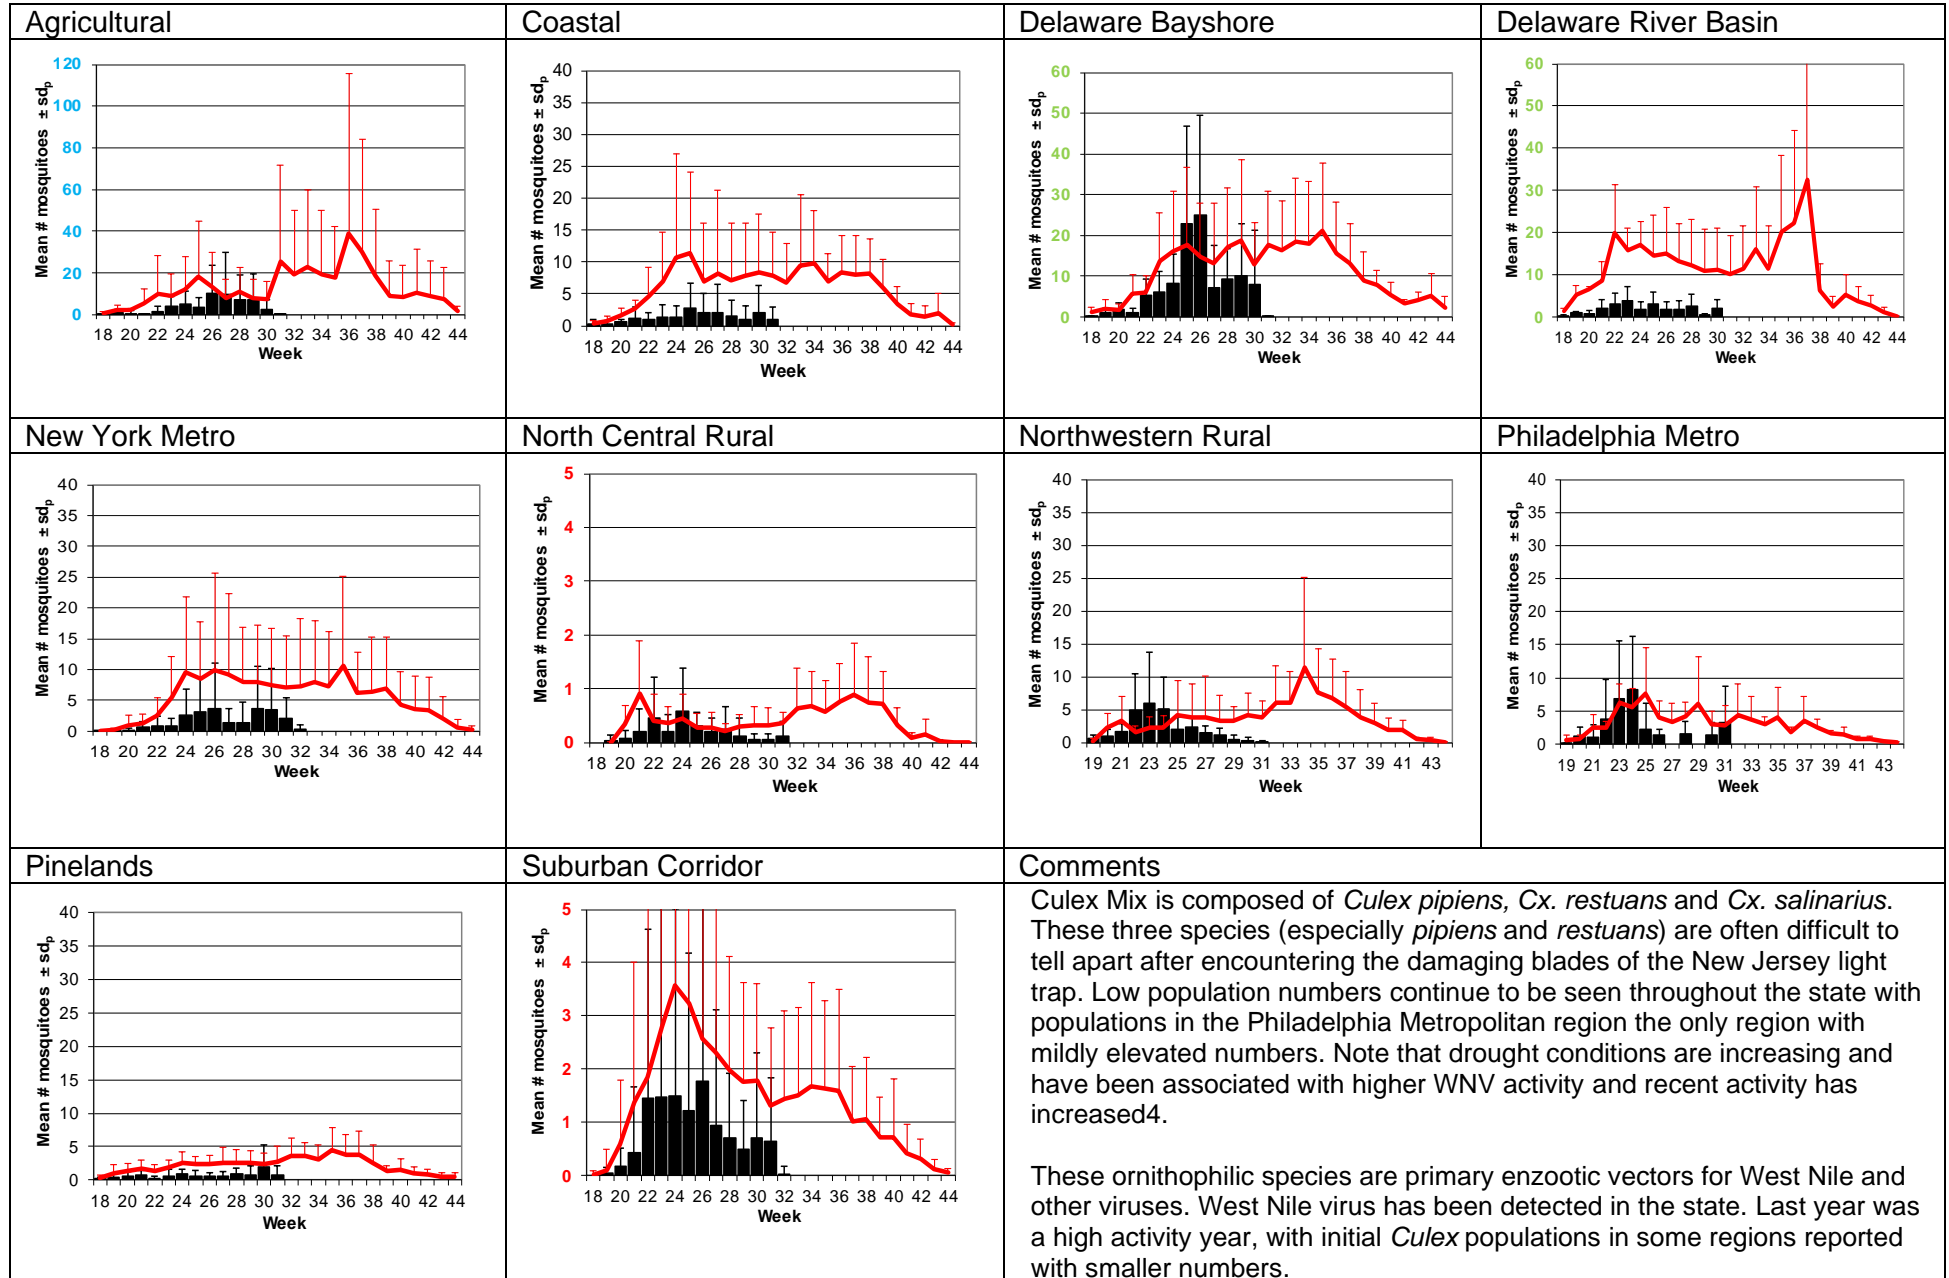 Agricultural
Coastal
Delaware Bayshore
Delaware River Basin
Mean # mosquitoes ± sdp
120
100
80
60
40
20
0
18 20 22 24 26 28 30 32 34 36 38 40 42 44
Week
Mean # mosquitoes ± sdp
40
35
30
25
20
15
10
5
0
18 20 22 24 26 28 30 32 34 36 38 40 42 44
Week
Mean # mosquitoes ± sdp
60
50
40
30
20
10
0
18 20 22 24 26 28 30 32 34 36 38 40 42 44
Week
Mean # mosquitoes ± sdp
60
50
40
30
20
10
0
18 20 22 24 26 28 30 32 34 36 38 40 42 44
Week
New York Metro
North Central Rural
Northwestern Rural
Philadelphia Metro
Mean # mosquitoes ± sdp
40
35
30
25
20
15
10
5
0
18 20 22 24 26 28 30 32 34 36 38 40 42 44
Week
Mean # mosquitoes ± sdp
5
4
3
2
1
0
18 20 22 24 26 28 30 32 34 36 38 40 42 44
Week
Mean # mosquitoes ± sdp
40
35
30
25
20
15
10
5
0
19 21 23 25 27 29 31 33 35 37 39 41 43
Week
Mean # mosquitoes ± sdp
40
35
30
25
20
15
10
5
0
19 21 23 25 27 29 31 33 35 37 39 41 43
Week
Pinelands
Suburban Corridor
Comments
Mean # mosquitoes ± sdp
40
35
30
25
20
15
10
5
0
18 20 22 24 26 28 30 32 34 36 38 40 42 44
Week
Mean # mosquitoes ± sdp
5
4
3
2
1
0
18 20 22 24 26 28 30 32 34 36 38 40 42 44
Week
Culex Mix is composed of Culex pipiens, Cx. restuans and Cx. salinarius.
These three species (especially pipiens and restuans) are often difficult to
tell apart after encountering the damaging blades of the New Jersey light
trap. Low population numbers continue to be seen throughout the state with
populations in the Philadelphia Metropolitan region the only region with
mildly elevated numbers. Note that drought conditions are increasing and
have been associated with higher WNV activity and recent activity has
increased4.
These ornithophilic species are primary enzootic vectors for West Nile and
other viruses. West Nile virus has been detected in the state. Last year was
a high activity year, with initial Culex populations in some regions reported
with smaller numbers.